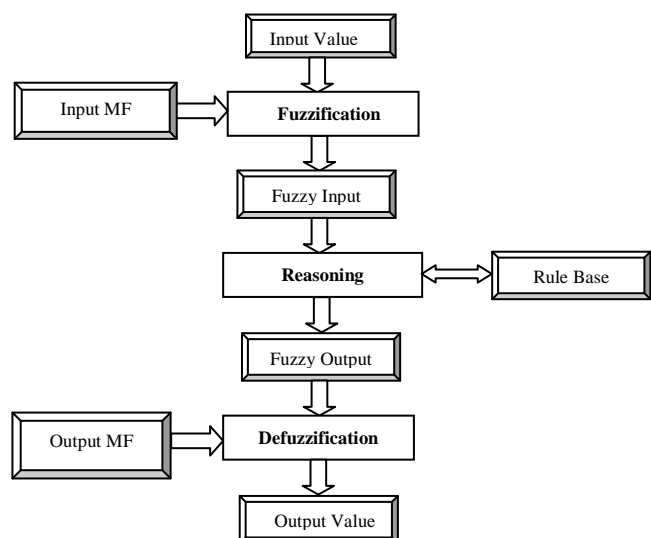 Input Value
Input MF
Fuzzification
Fuzzy Input
Reasoning
Rule Base
Fuzzy Output
Output MF
Defuzzification
Output Value